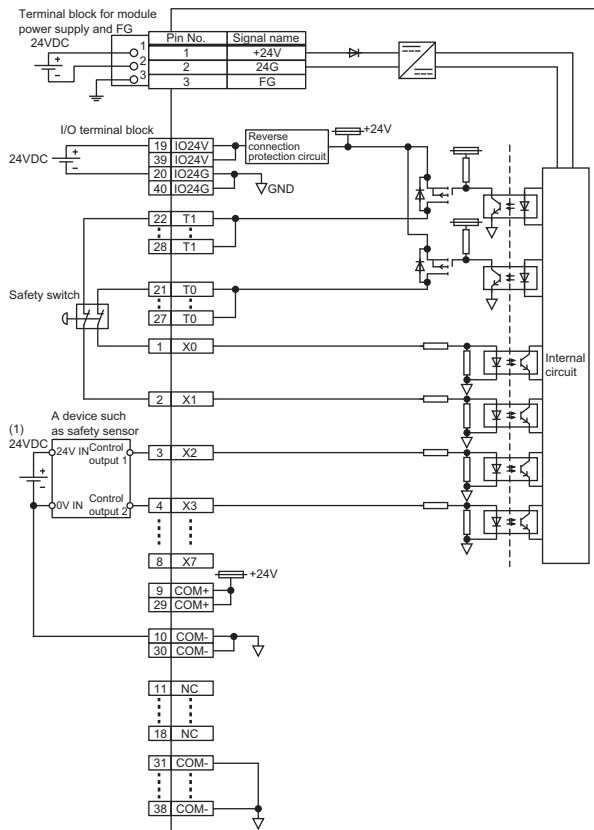 Terminal block for module
power supply and FG
24VDC
+
−
1
2
3
Pin No. Signal name
1 +24V
2 24G
3 FG
I/O terminal block
24VDC
+
−
19 IO24V
39 IO24V
20 IO24G
40 IO24G
Reverse
connection
protection circuit
+24V
GND
22 T1
28 T1
Safety switch
21 T0
27 T0
1 X0
2 X1
Internal
circuit
(1)
24VDC
+
−
A device such
as safety sensor
24V IN Control
output 1
0V IN Control
output 2
3 X2
4 X3
8 X7
+24V
9 COM+
29 COM+
10 COM-
30 COM-
11 NC
18 NC
31 COM-
38 COM-